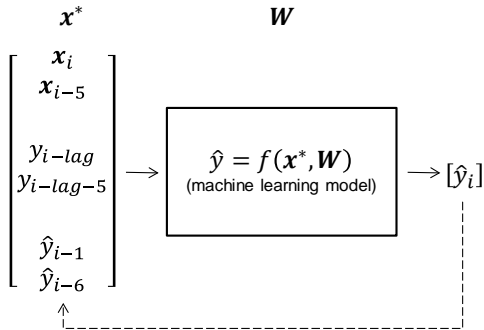 x* W
x_i
x_{i−5}
y_{i−lag}
y_{i−lag−5}
ŷ_{i−1}
ŷ_{i−6}
ŷ = f(x*, W)
(machine learning model)
[ŷ_i]